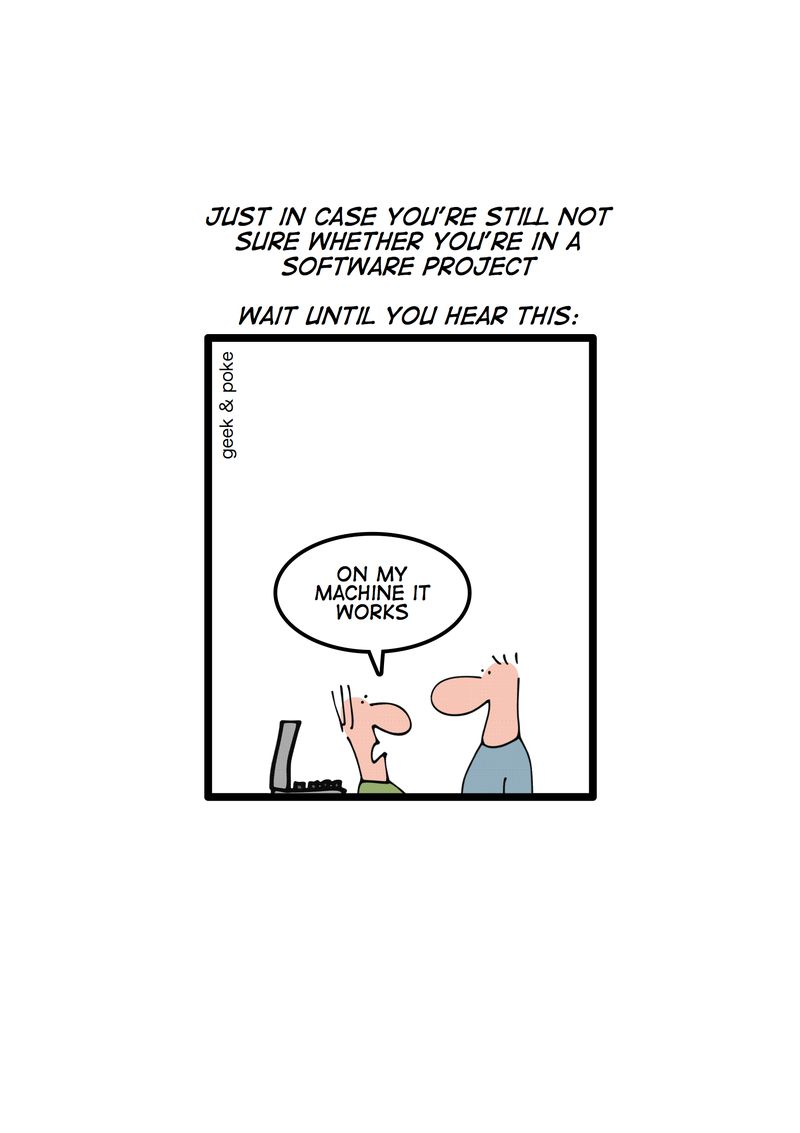 JUST IN CASE YOU'RE STILL NOT
SURE WHETHER YOU'RE IN A
SOFTWARE PROJECT
WAIT UNTIL YOU HEAR THIS:
geek & poke
ON MY
MACHINE IT
WORKS